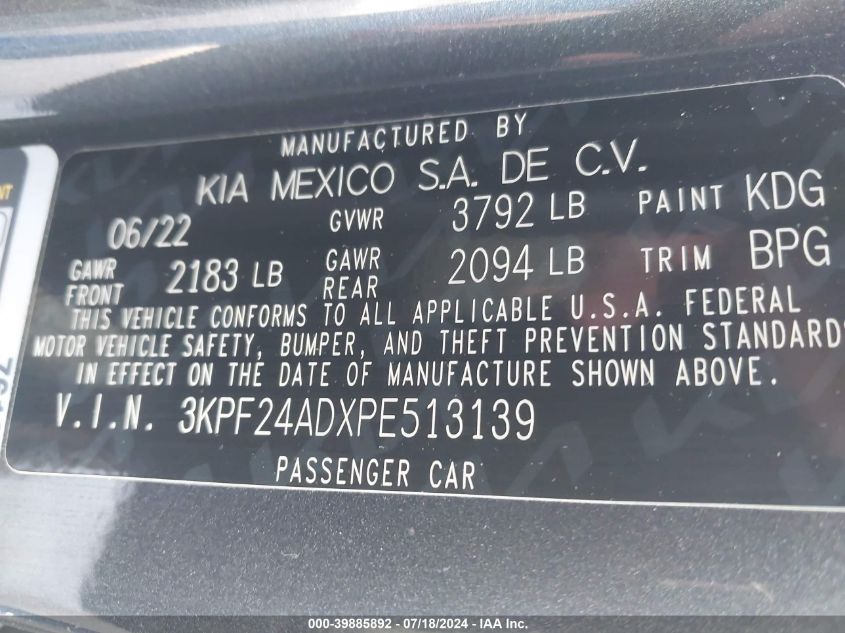 MANUFACTURED BY
KIA MEXICO S.A. DE C.V.
06/22 GVWR 3792 LB PAINT KDG
GAWR FRONT 2183 LB GAWR REAR 2094 LB TRIM BPG
THIS VEHICLE CONFORMS TO ALL APPLICABLE U.S.A. FEDERAL
MOTOR VEHICLE SAFETY, BUMPER, AND THEFT PREVENTION STANDARD
IN EFFECT ON THE DATE OF MANUFACTURE SHOWN ABOVE.
V.I.N. 3KPF24ADXPE513139
PASSENGER CAR
000-39885892 - 07/18/2024 - IAA Inc.